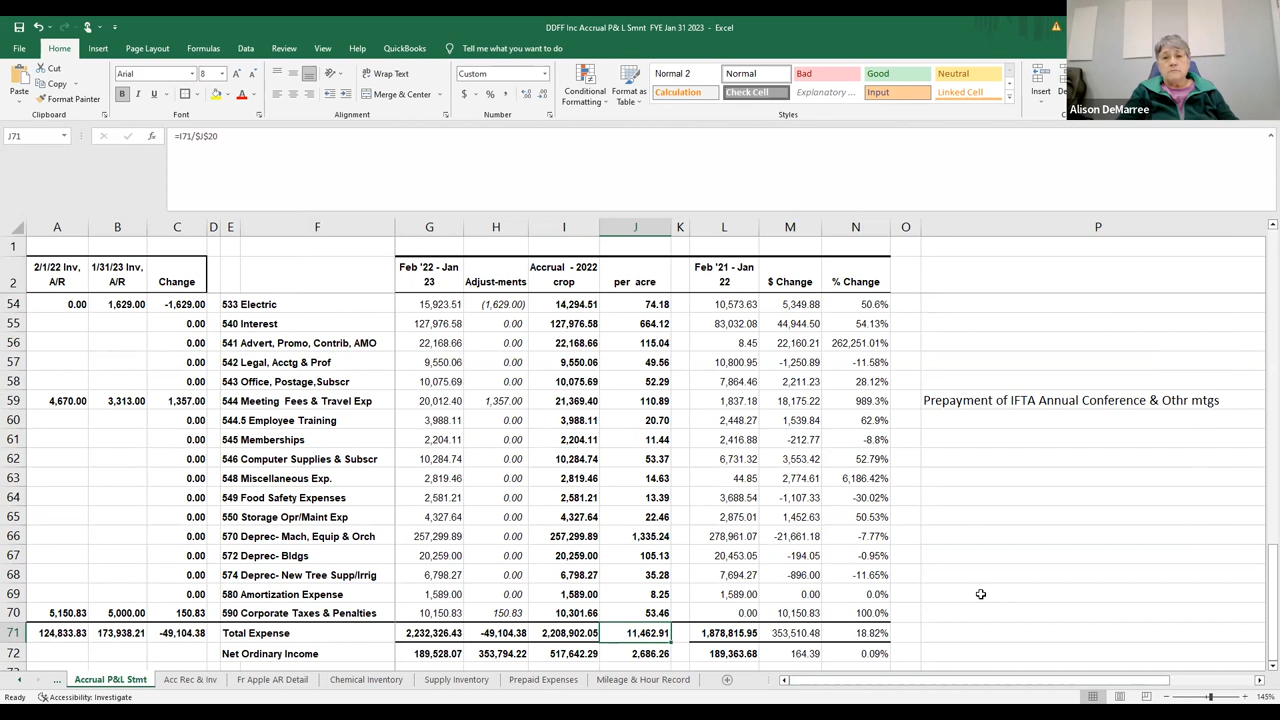 DDFF Inc Accrual P& L Smnt  FYE Jan 31 2023 - Excel
File Home Insert Page Layout Formulas Data Review View Help QuickBooks Tell me what you want to do
Cut Arial 8 A A Wrap Text Custom Normal 2 Normal Bad Good Neutral
Copy Paste Format Painter B I U A Merge & Center $ % , Conditional Formatting Format as Table Calculation Check Cell Explanatory ... Input Linked Cell Insert
Clipboard Font Alignment Number Styles
Alison DeMarree
J71 fx =I71/$J$20
A B C D E F G H I J K L M N O P
1
2 2/1/22 Inv, A/R 1/31/23 Inv, A/R Change Feb '22 - Jan 23 Adjust-ments Accrual - 2022 crop per acre Feb '21 - Jan 22 $ Change % Change
54 0.00 1,629.00 -1,629.00 533 Electric 15,923.51 (1,629.00) 14,294.51 74.18 10,573.63 5,349.88 50.6%
55 0.00 540 Interest 127,976.58 0.00 127,976.58 664.12 83,032.08 44,944.50 54.13%
56 0.00 541 Advert, Promo, Contrib, AMO 22,168.66 0.00 22,168.66 115.04 8.45 22,160.21 262,251.01%
57 0.00 542 Legal, Acctg & Prof 9,550.06 0.00 9,550.06 49.56 10,800.95 -1,250.89 -11.58%
58 0.00 543 Office, Postage,Subscr 10,075.69 0.00 10,075.69 52.29 7,864.46 2,211.23 28.12%
59 4,670.00 3,313.00 1,357.00 544 Meeting Fees & Travel Exp 20,012.40 1,357.00 21,369.40 110.89 1,837.18 18,175.22 989.3% Prepayment of IFTA Annual Conference & Othr mtgs
60 0.00 544.5 Employee Training 3,988.11 0.00 3,988.11 20.70 2,448.27 1,539.84 62.9%
61 0.00 545 Memberships 2,204.11 0.00 2,204.11 11.44 2,416.88 -212.77 -8.8%
62 0.00 546 Computer Supplies & Subscr 10,284.74 0.00 10,284.74 53.37 6,731.32 3,553.42 52.79%
63 0.00 548 Miscellaneous Exp. 2,819.46 0.00 2,819.46 14.63 44.85 2,774.61 6,186.42%
64 0.00 549 Food Safety Expenses 2,581.21 0.00 2,581.21 13.39 3,688.54 -1,107.33 -30.02%
65 0.00 550 Storage Opr/Maint Exp 4,327.64 0.00 4,327.64 22.46 2,875.01 1,452.63 50.53%
66 0.00 570 Deprec- Mach, Equip & Orch 257,299.89 0.00 257,299.89 1,335.24 278,961.07 -21,661.18 -7.77%
67 0.00 572 Deprec- Bldgs 20,259.00 0.00 20,259.00 105.13 20,453.05 -194.05 -0.95%
68 0.00 574 Deprec- New Tree Supp/Irrig 6,798.27 0.00 6,798.27 35.28 7,694.27 -896.00 -11.65%
69 0.00 580 Amortization Expense 1,589.00 0.00 1,589.00 8.25 1,589.00 0.00 0.0%
70 5,150.83 5,000.00 150.83 590 Corporate Taxes & Penalties 10,150.83 150.83 10,301.66 53.46 0.00 10,150.83 100.0%
71 124,833.83 173,938.21 -49,104.38 Total Expense 2,232,326.43 -49,104.38 2,208,902.05 11,462.91 1,878,815.95 353,510.48 18.82%
72 Net Ordinary Income 189,528.07 353,794.22 517,642.29 2,686.26 189,363.68 164.39 0.09%
... Accrual P&L Stmt Acc Rec & Inv Fr Apple AR Detail Chemical Inventory Supply Inventory Prepaid Expenses Mileage & Hour Record
Ready Accessibility: Investigate 145%